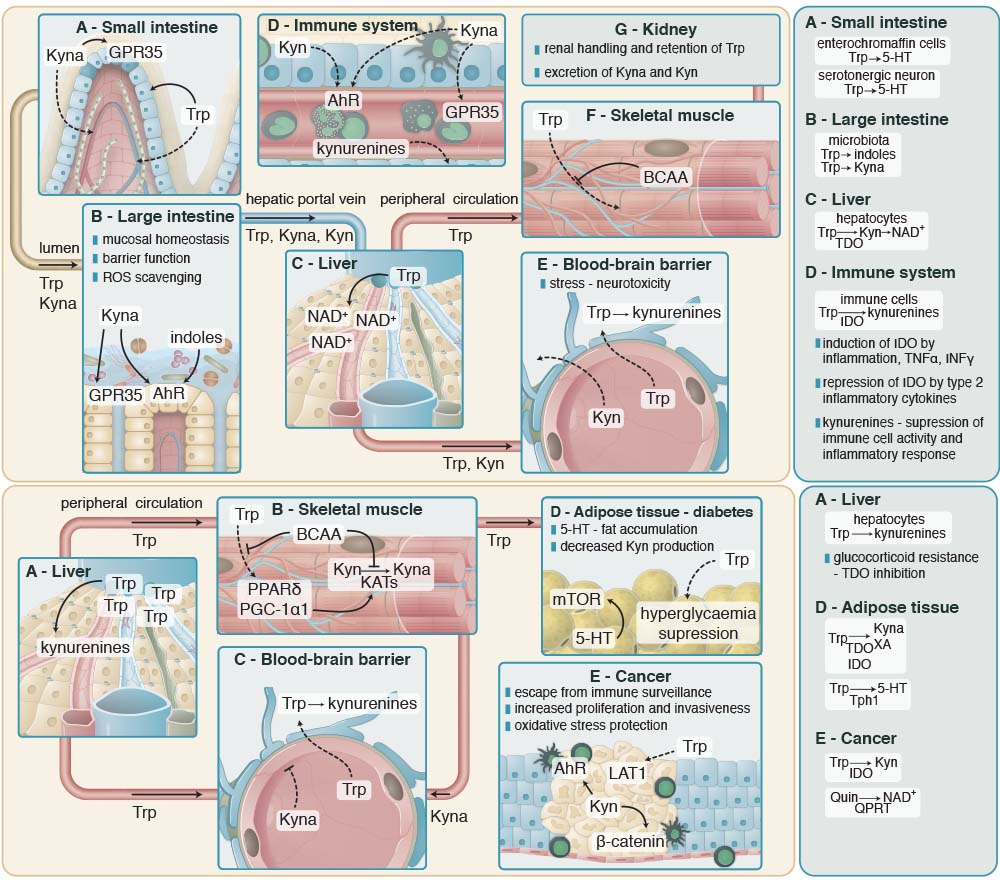 A - Small intestine
Kyna
GPR35
Trp
D - Immune system
Kyn
Kyna
AhR
GPR35
kynurenines
G - Kidney
renal handling and retention of Trp
excretion of Kyna and Kyn
F - Skeletal muscle
Trp
BCAA
lumen
Trp
Kyna
B - Large intestine
mucosal homeostasis
barrier function
ROS scavenging
Kyna
indoles
GPR35
AhR
hepatic portal vein
Trp, Kyna, Kyn
peripheral circulation
Trp
C - Liver
Trp
NAD+
NAD+
NAD+
Trp, Kyn
E - Blood-brain barrier
stress - neurotoxicity
Trp → kynurenines
Kyn
Trp
A - Small intestine
enterochromaffin cells
Trp→5-HT
serotonergic neuron
Trp→5-HT
B - Large intestine
microbiota
Trp→ indoles
Trp→ Kyna
C - Liver
hepatocytes
Trp→Kyn→NAD+
TDO
D - Immune system
immune cells
Trp→kynurenines
IDO
induction of IDO by
inflammation, TNFα, INFγ
repression of IDO by type 2
inflammatory cytokines
kynurenines - supression of
immune cell activity and
inflammatory response
peripheral circulation
Trp
A - Liver
Trp
Trp
Trp
Trp
kynurenines
Trp
B - Skeletal muscle
Trp
BCAA
Kyn → Kyna
KATs
PPARδ
PGC-1α1
Trp
Kyna
C - Blood-brain barrier
Trp → kynurenines
Trp
Kyna
D - Adipose tissue - diabetes
5-HT - fat accumulation
decreased Kyn production
Trp
mTOR
5-HT
hyperglycaemia
supression
E - Cancer
escape from immune surveillance
increased proliferation and invasiveness
oxidative stress protection
Trp
AhR
LAT1
Kyn
β-catenin
A - Liver
hepatocytes
Trp → kynurenines
glucocorticoid resistance
- TDO inhibition
D - Adipose tissue
Trp→Kyna
TDO XA
IDO
Trp→5-HT
Tph1
E - Cancer
Trp→Kyn
IDO
Quin→NAD+
QPRT